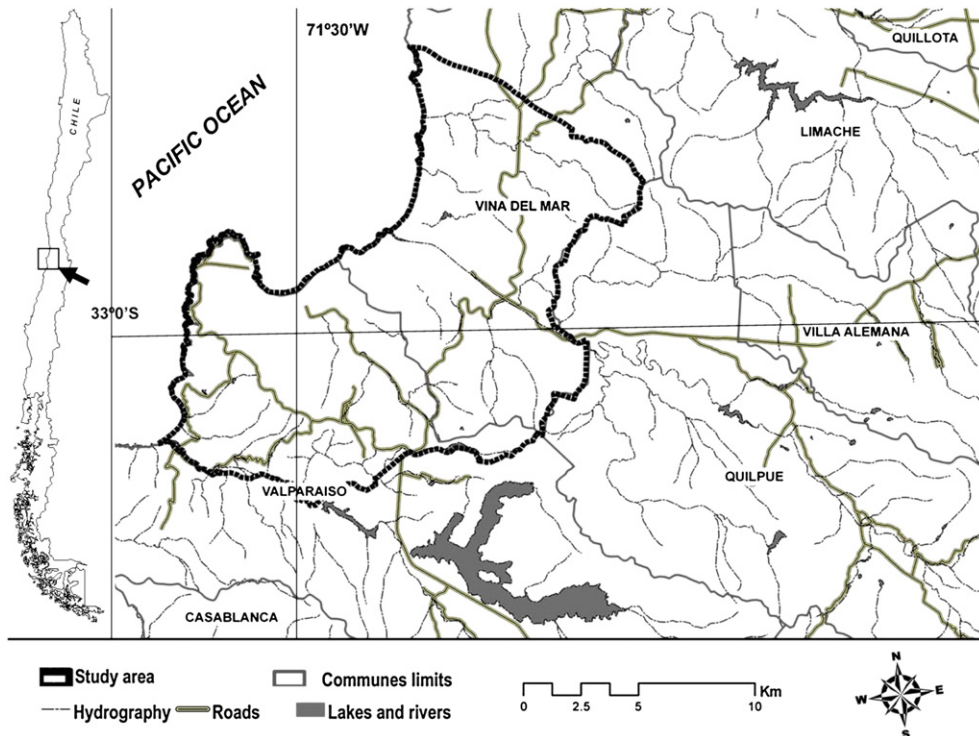 71º30'W
QUILLOTA
CHILE
PACIFIC OCEAN
LIMACHE
VINA DEL MAR
33º0'S
VILLA ALEMANA
QUILPUE
VALPARAISO
CASABLANCA
Study area
Communes limits
Hydrography
Roads
Lakes and rivers
Km
0 2.5 5 10
N
W E
S